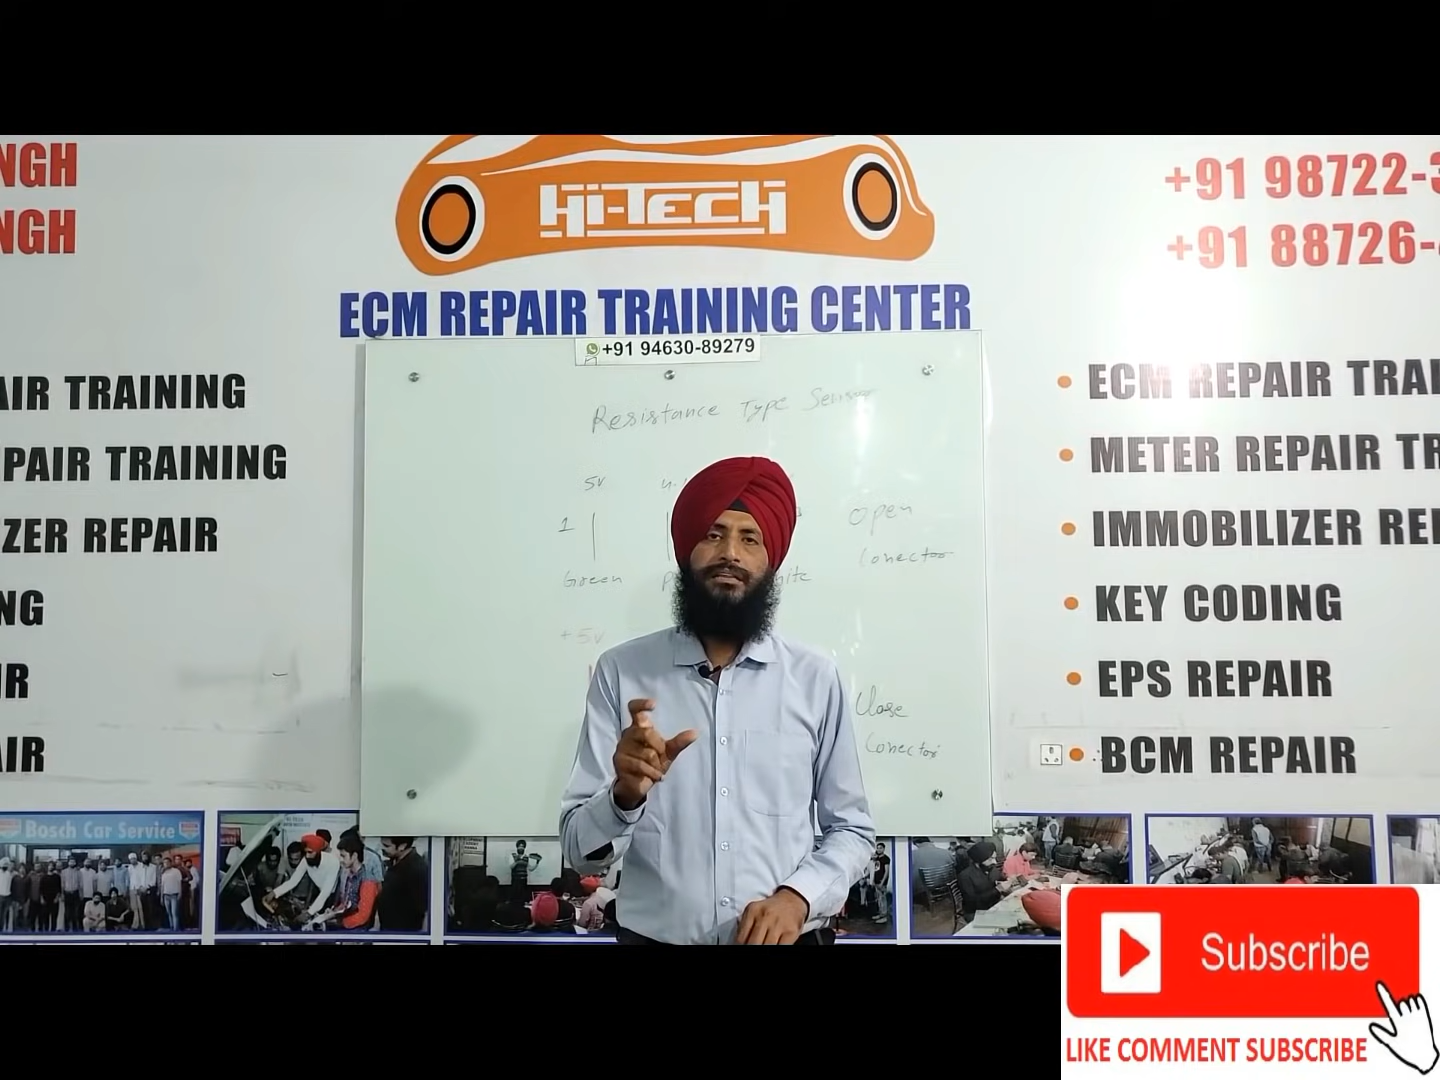 NGH
NGH
Hi-TECH
ECM REPAIR TRAINING CENTER
+91 94630-89279
+91 98722-3
+91 88726-
AIR TRAINING
PAIR TRAINING
ZER REPAIR
NG
IR
AIR
Resistance Type Sensor
5v
1
Green
+5v
Open
Conector
Close
Conector
ECM REPAIR TRAI
METER REPAIR TR
IMMOBILIZER RE
KEY CODING
EPS REPAIR
BCM REPAIR
Bosch Car Service
Subscribe
LIKE COMMENT SUBSCRIBE